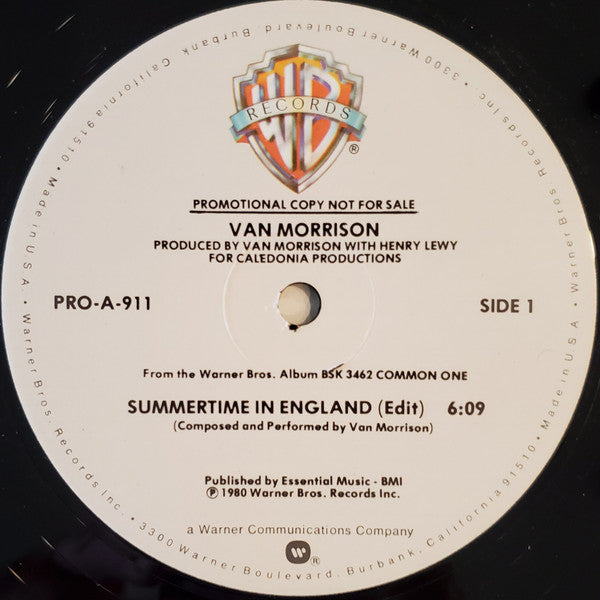 3300 Warner Boulevard, Burbank, California 91510 • Made in U.S.A. • Warner Bros. Records Inc. • 3300 Warner Boulevard, Burbank, California 91510 • Made in U.S.A. • Warner Bros. Records Inc. •
WB
RECORDS
®
PROMOTIONAL COPY NOT FOR SALE
VAN MORRISON
PRODUCED BY VAN MORRISON WITH HENRY LEWY
FOR CALEDONIA PRODUCTIONS
PRO-A-911
SIDE 1
From the Warner Bros. Album BSK 3462 COMMON ONE
SUMMERTIME IN ENGLAND (Edit) 6:09
(Composed and Performed by Van Morrison)
Published by Essential Music - BMI
℗ 1980 Warner Bros. Records Inc.
a Warner Communications Company
W ®